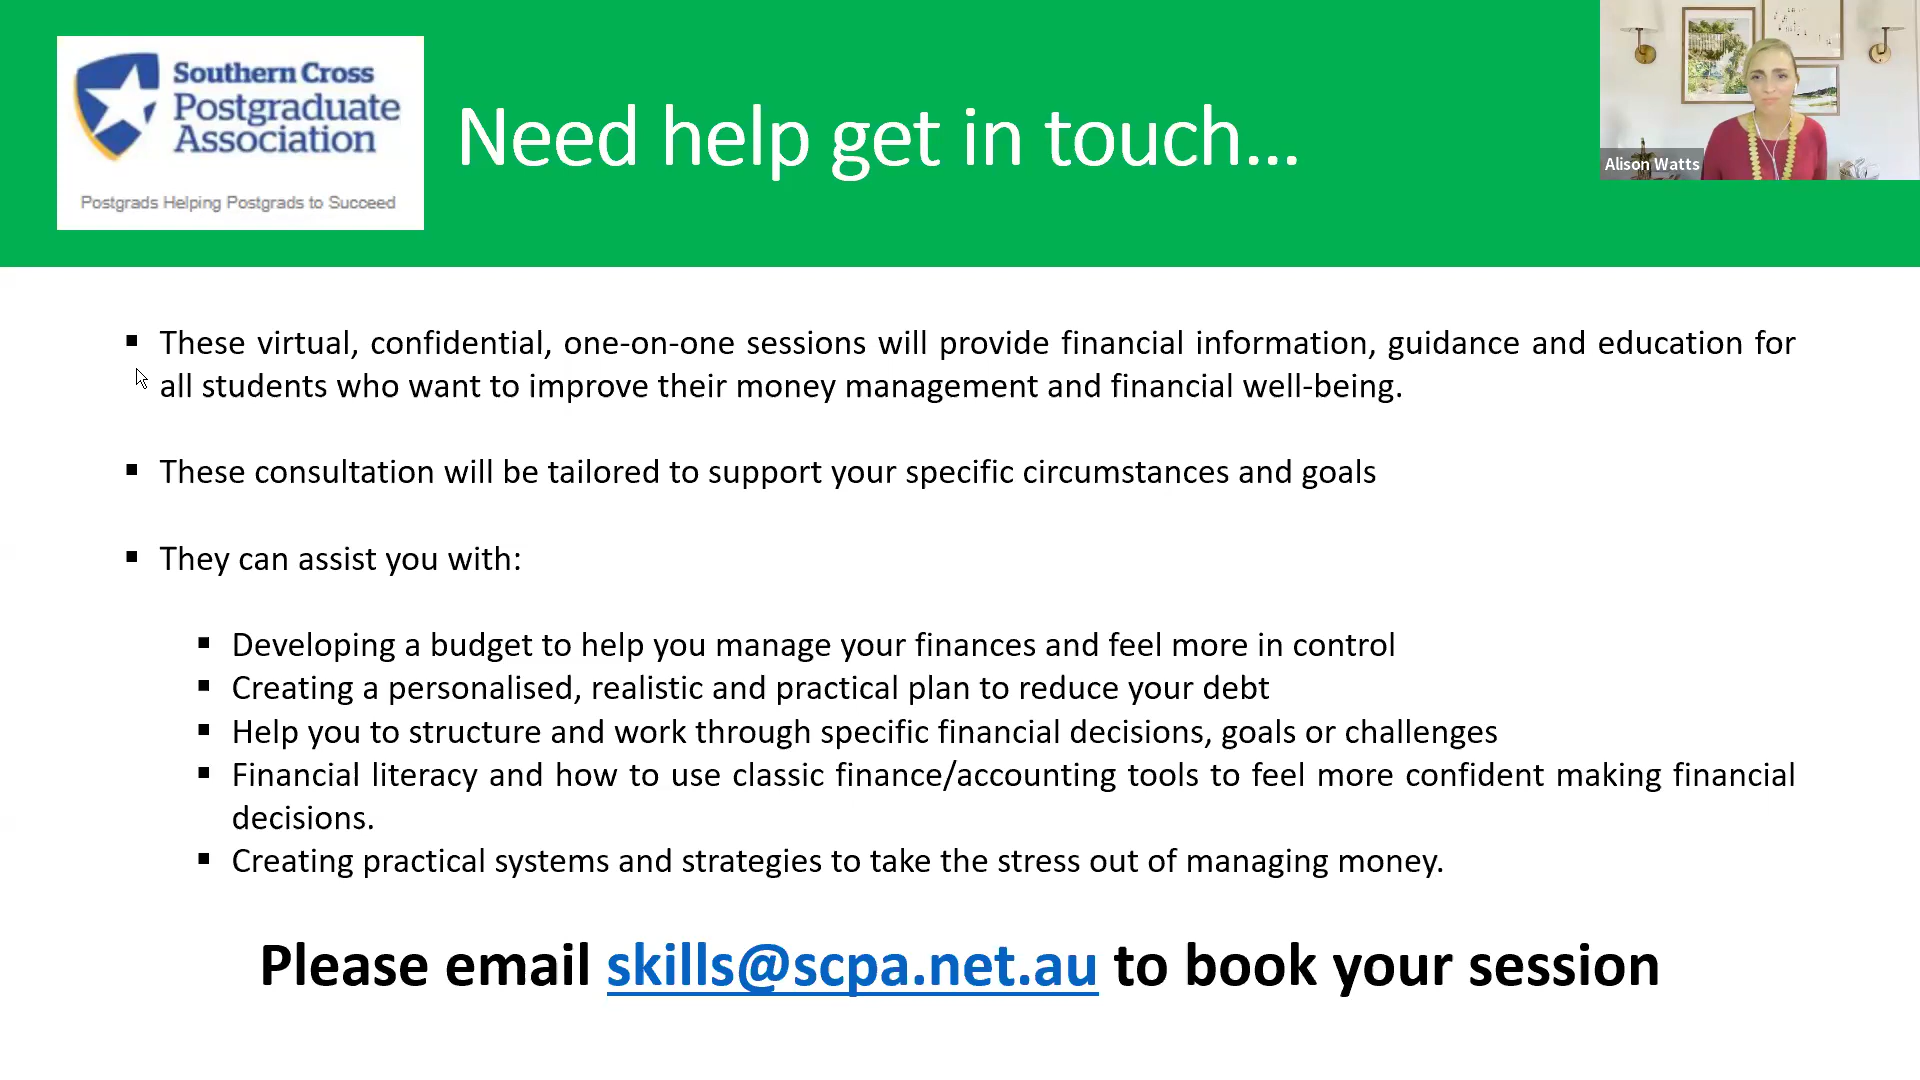 Southern Cross
Postgraduate
Association
Postgrads Helping Postgrads to Succeed
Need help get in touch...
Alison Watts
▪ These virtual, confidential, one-on-one sessions will provide financial information, guidance and education for
all students who want to improve their money management and financial well-being.
▪ These consultation will be tailored to support your specific circumstances and goals
▪ They can assist you with:
▪ Developing a budget to help you manage your finances and feel more in control
▪ Creating a personalised, realistic and practical plan to reduce your debt
▪ Help you to structure and work through specific financial decisions, goals or challenges
▪ Financial literacy and how to use classic finance/accounting tools to feel more confident making financial
decisions.
▪ Creating practical systems and strategies to take the stress out of managing money.
Please email skills@scpa.net.au to book your session